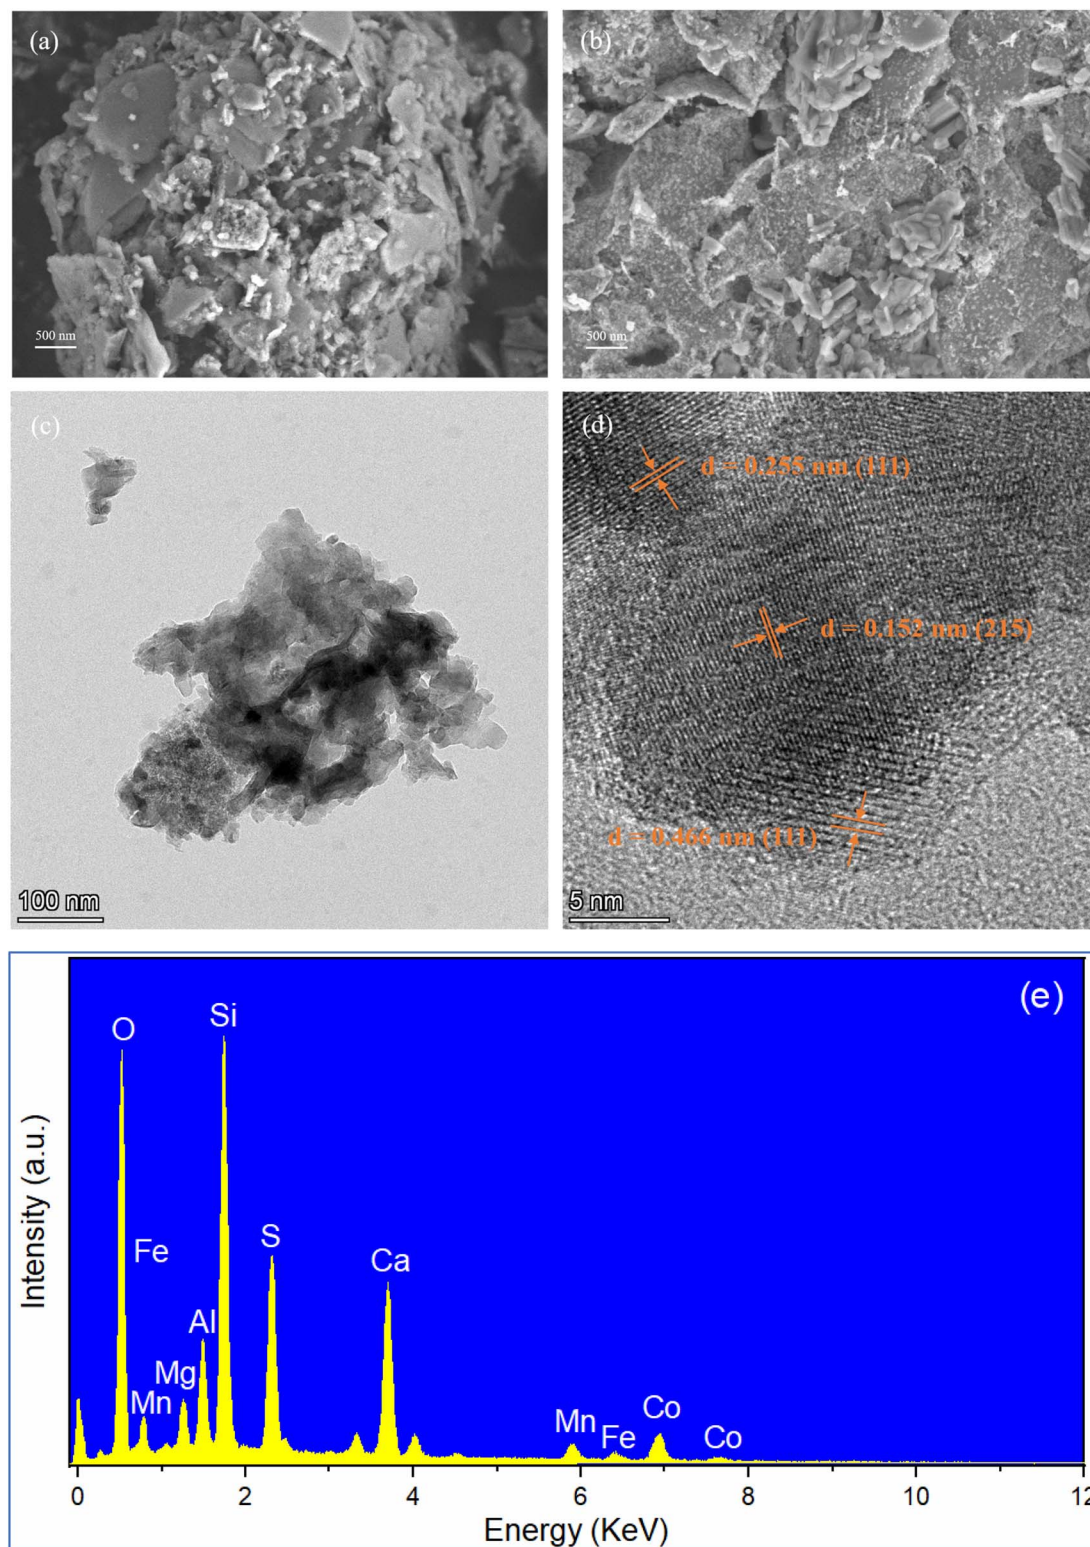 (a)
500 nm
(b)
500 nm
(c)
100 nm
(d)
d = 0.255 nm (111)
d = 0.152 nm (215)
d = 0.466 nm (111)
5 nm
(e)
O
Si
Fe
S
Ca
Al
Mg
Mn
Mn
Fe
Co
Co
Intensity (a.u.)
0
2
4
6
8
10
12
Energy (KeV)